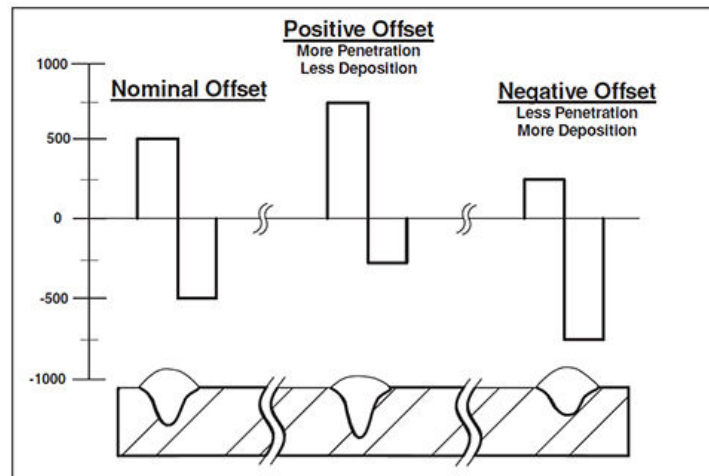 Positive Offset
More Penetration
Less Deposition
Nominal Offset
Negative Offset
Less Penetration
More Deposition
1000
500
0
-500
-1000